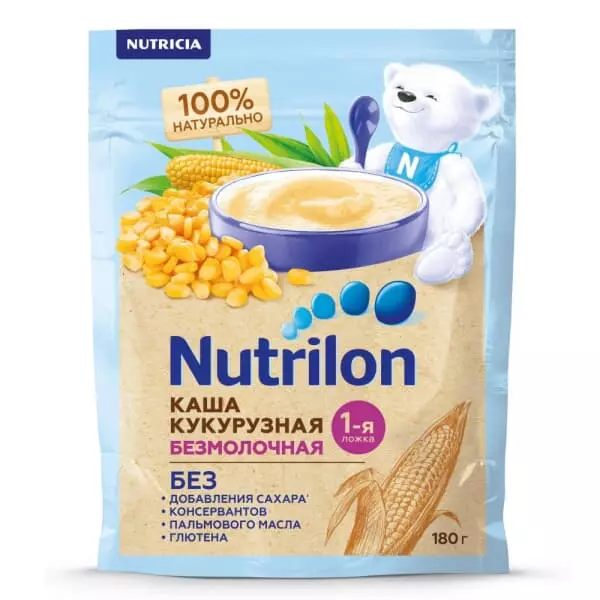 NUTRICIA
100%
НАТУРАЛЬНО
N
Nutrilon
КАША
КУКУРУЗНАЯ
БЕЗМОЛОЧНАЯ
1-я
ложка
БЕЗ
• ДОБАВЛЕНИЯ САХАРА
• КОНСЕРВАНТОВ
• ПАЛЬМОВОГО МАСЛА
• ГЛЮТЕНА
180 г